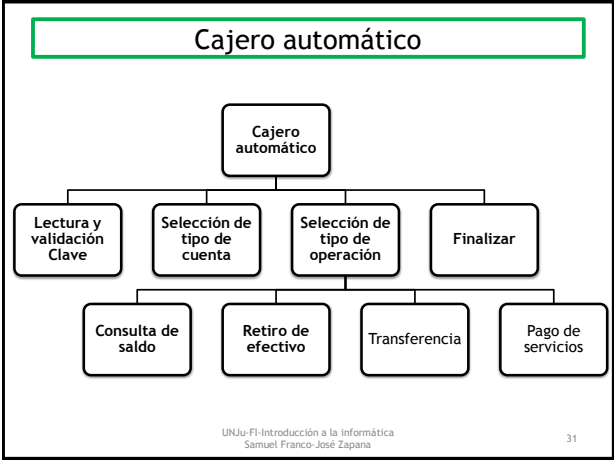 Cajero automático
Cajero
automático
Lectura y
validación
Clave
Selección de
tipo de
cuenta
Selección de
tipo de
operación
Finalizar
Consulta de
saldo
Retiro de
efectivo
Transferencia
Pago de
servicios
UNJu-FI-Introducción a la informática
Samuel Franco-José Zapana
31